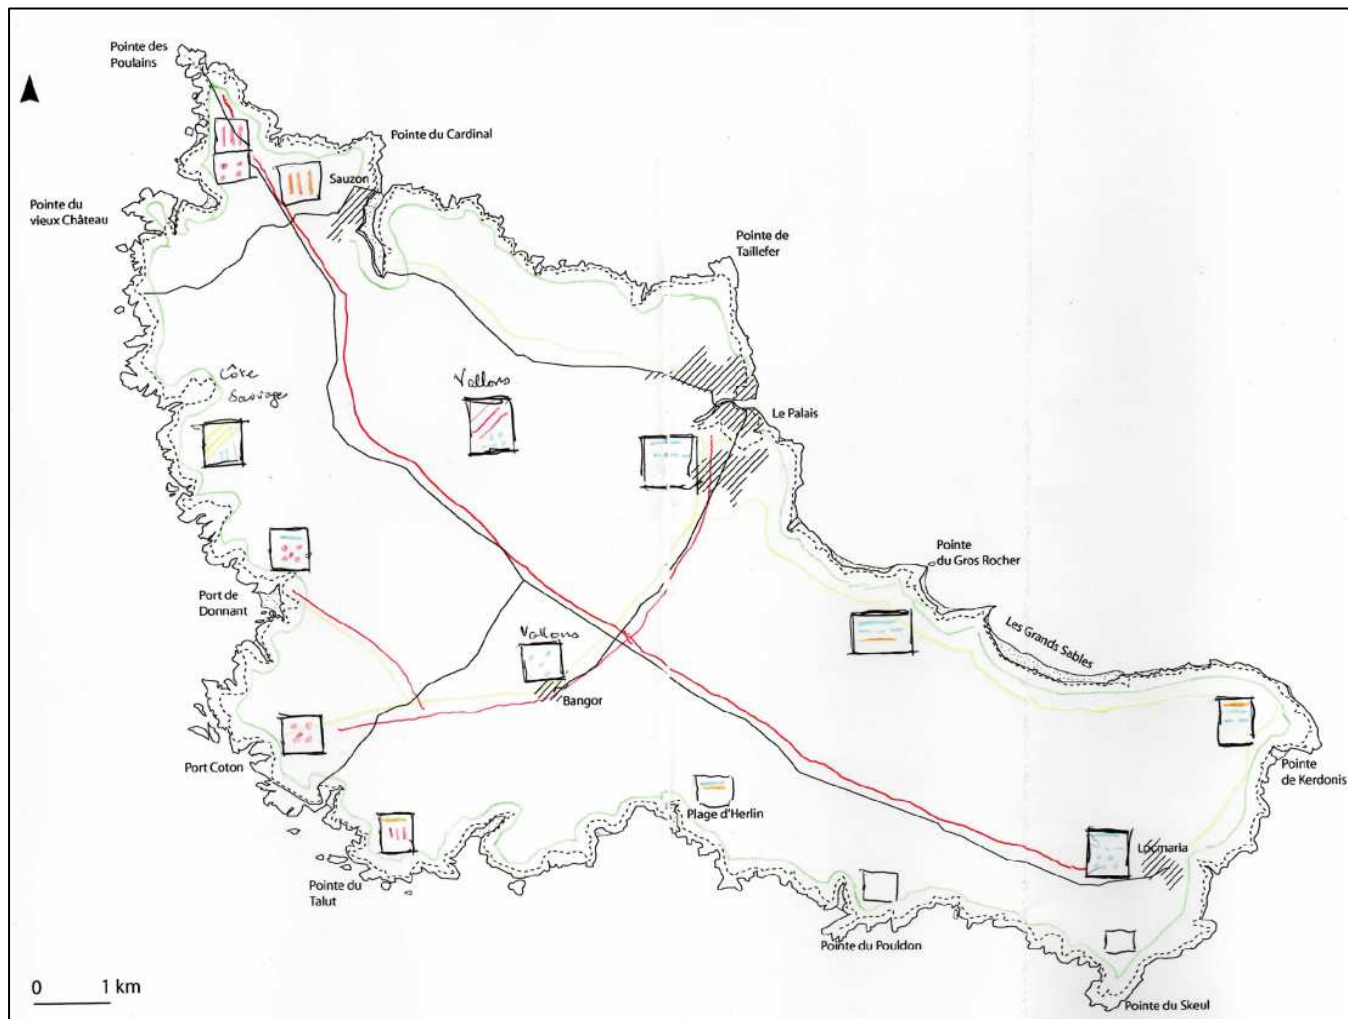 Pointe des
Poulains
Pointe du Cardinal
Sauzon
Pointe du
vieux Château
Pointe de
Taillefer
Côte
Sauvage
Vallons
Le Palais
Pointe
du Gros Rocher
Port de
Donnant
Les Grands Sables
Vallons
Bangor
Port Coton
Pointe
de Kerdonis
Plage d'Herlin
Locmaria
Pointe du
Talut
Pointe du Pouldon
0 1 km
Pointe du Skeul